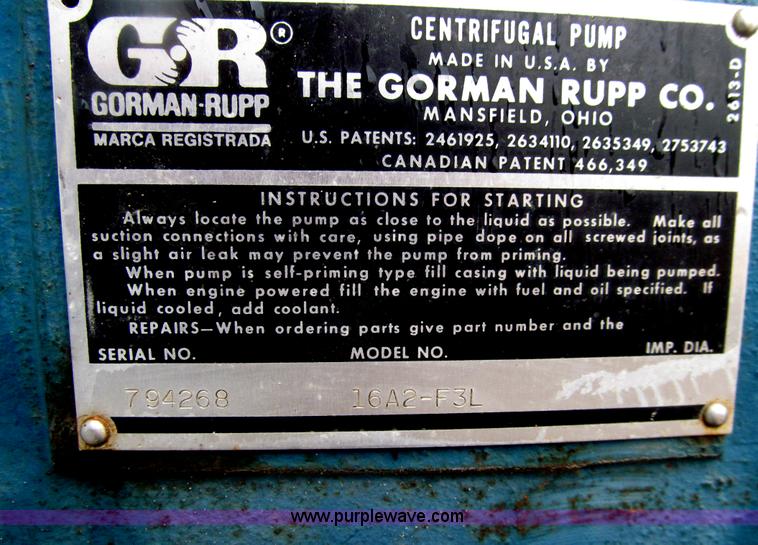 GR®
GORMAN-RUPP
MARCA REGISTRADA
CENTRIFUGAL PUMP
MADE IN U.S.A. BY
THE GORMAN RUPP CO.
MANSFIELD, OHIO
U.S. PATENTS: 2461925, 2634110, 2635349, 2753743
CANADIAN PATENT 466,349
2613-D
INSTRUCTIONS FOR STARTING
Always locate the pump as close to the liquid as possible. Make all
suction connections with care, using pipe dope on all screwed joints, as
a slight air leak may prevent the pump from priming.
When pump is self-priming type fill casing with liquid being pumped.
When engine powered fill the engine with fuel and oil specified. If
liquid cooled, add coolant.
REPAIRS—When ordering parts give part number and the
SERIAL NO. MODEL NO. IMP. DIA.
794268 16A2-F3L
www.purplewave.com